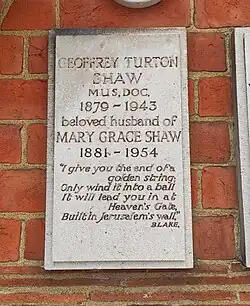 GEOFFREY TURTON
SHAW
MUS. DOC.
1879 - 1943
beloved husband of
MARY GRACE SHAW
1881 - 1954
"I give you the end of a
golden string;
Only wind it into a ball
It will lead you in at
Heaven's Gate,
Built in Jerusalem's wall."
BLAKE.